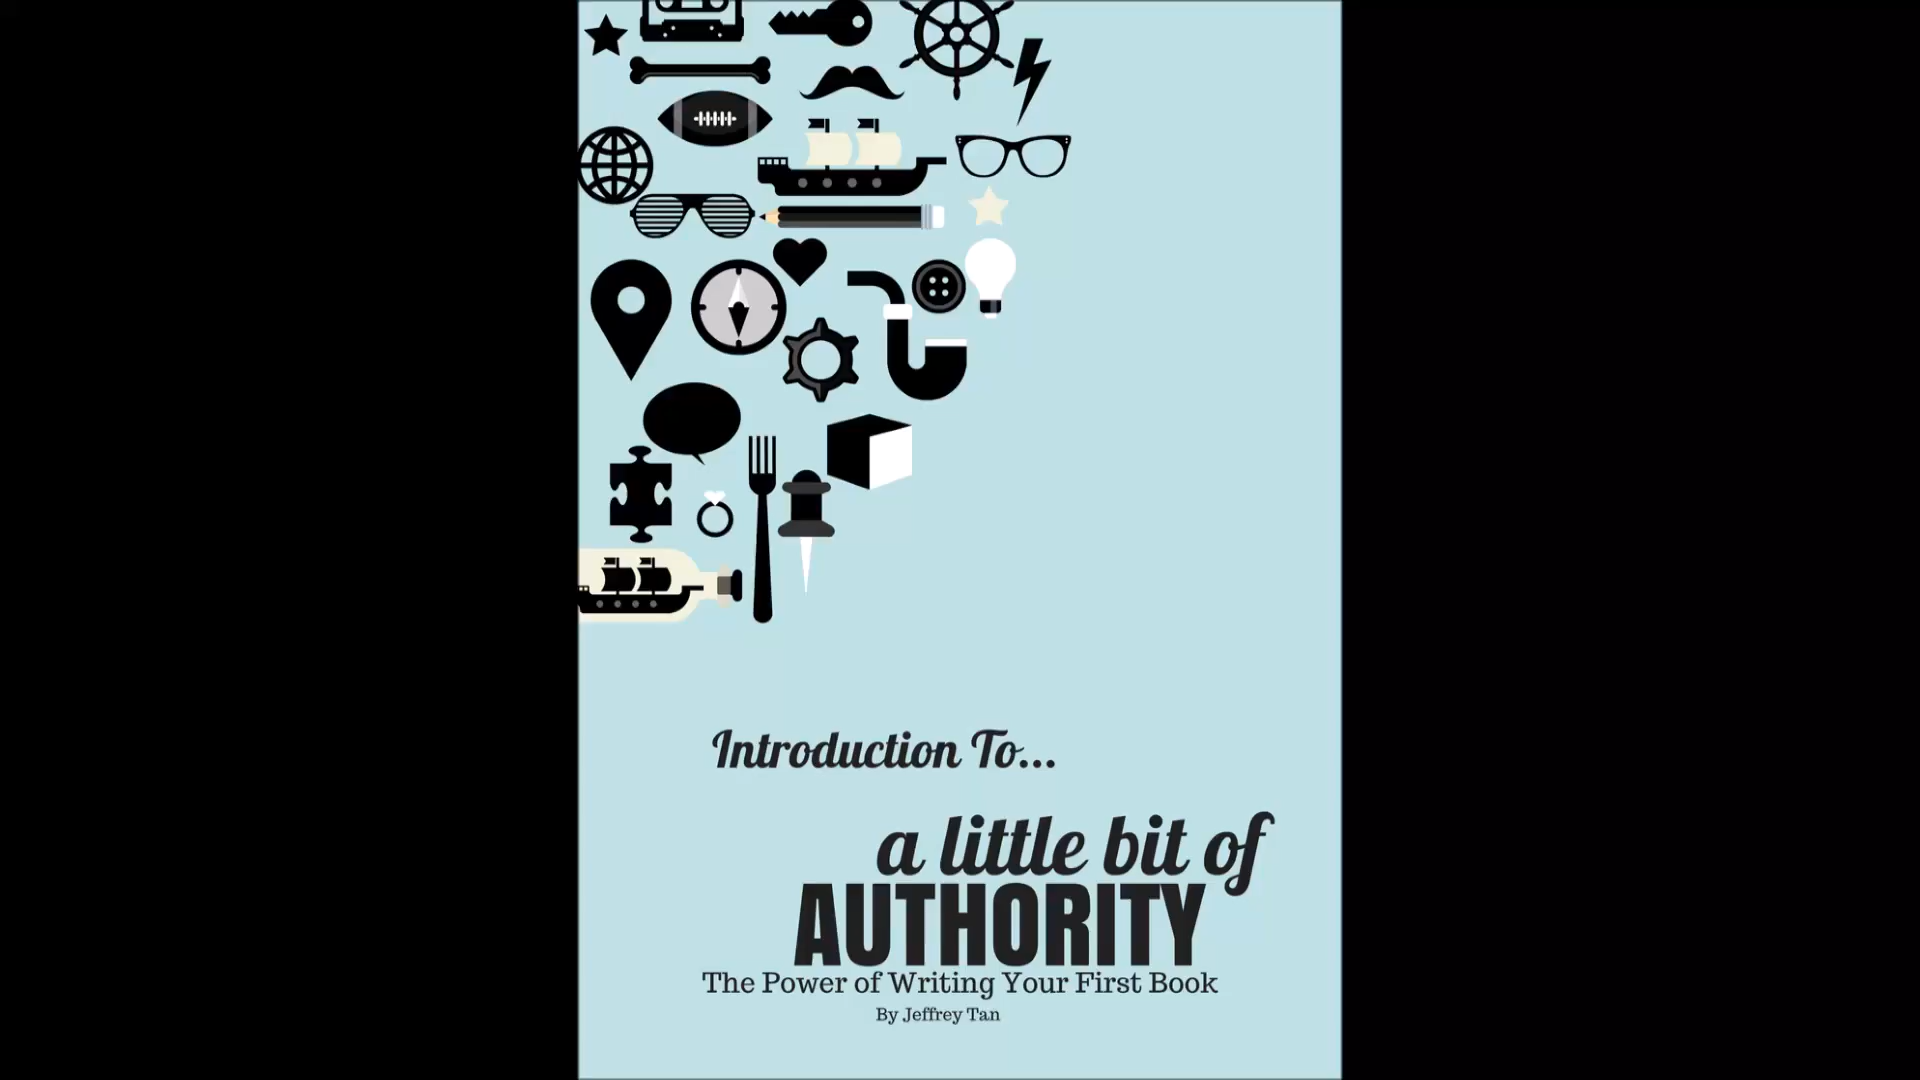 Introduction To...
a little bit of
AUTHORITY
The Power of Writing Your First Book
By Jeffrey Tan